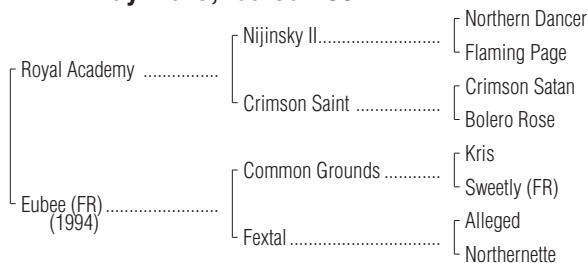 Northern Dancer
Nijinsky II
Flaming Page
Royal Academy
Crimson Satan
Crimson Saint
Bolero Rose
Kris
Common Grounds
Sweetly (FR)
Eubee (FR)
(1994)
Alleged
Fextal
Northernette